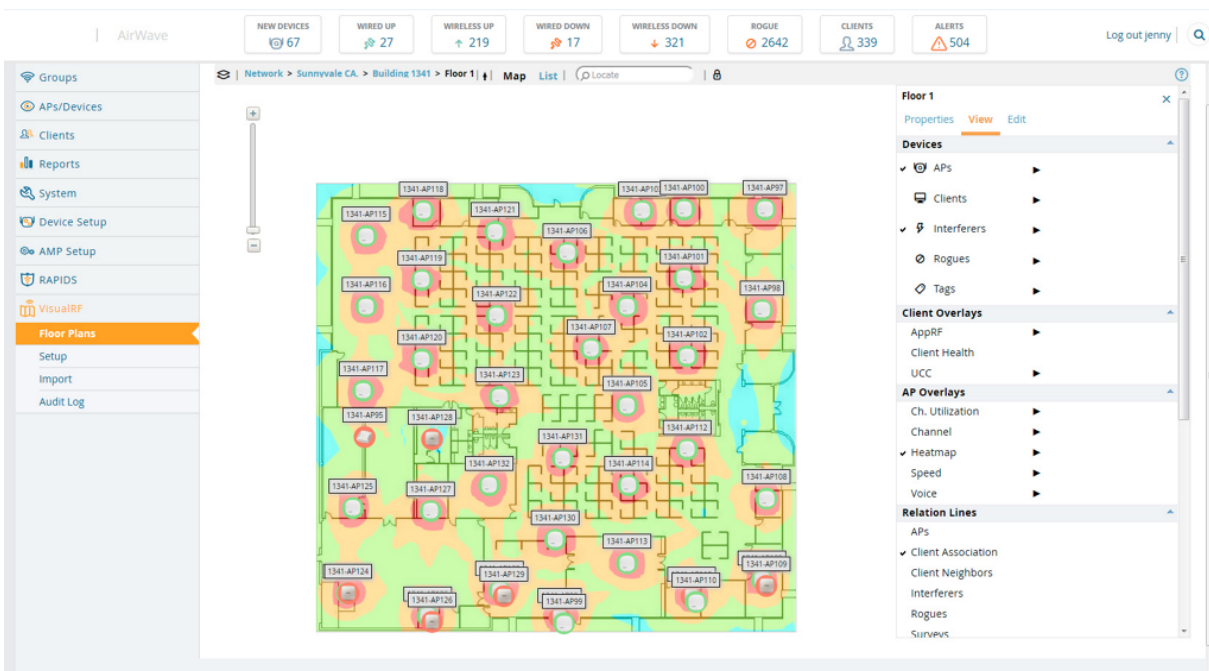 AirWave
NEW DEVICES
67
WIRED UP
27
WIRELESS UP
219
WIRED DOWN
17
WIRELESS DOWN
321
ROGUE
2642
CLIENTS
339
ALERTS
504
Log out jenny
Groups
APs/Devices
Clients
Reports
System
Device Setup
AMP Setup
RAPIDS
VisualRF
Floor Plans
Setup
Import
Audit Log
Network > Sunnyvale CA. > Building 1341 > Floor 1 Map List Locate
1341-AP118
1341-AP100
1341-AP97
1341-AP115
1341-AP121
1341-AP106
1341-AP119
1341-AP101
1341-AP116
1341-AP122
1341-AP104
1341-AP98
1341-AP107
1341-AP120
1341-AP102
1341-AP117
1341-AP123
1341-AP105
1341-AP95
1341-AP128
1341-AP112
1341-AP131
1341-AP132
1341-AP114
1341-AP108
1341-AP125
1341-AP127
1341-AP130
1341-AP113
1341-AP109
1341-AP124
1341-AP129
1341-AP110
1341-AP126
1341-AP99
Floor 1
Properties View Edit
Devices
APs
Clients
Interferers
Rogues
Tags
Client Overlays
AppRF
Client Health
UCC
AP Overlays
Ch. Utilization
Channel
Heatmap
Speed
Voice
Relation Lines
APs
Client Association
Client Neighbors
Interferers
Rogues
Surveys